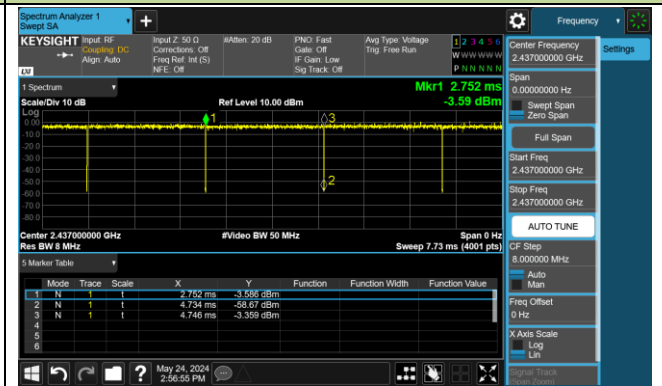 Spectrum Analyzer 1
Swept SA
Frequency
KEYSIGHT
Input: RF
Coupling: DC
Align: Auto
Input Z: 50 Ω
Corrections: Off
Freq Ref: Int (S)
NFE: Off
#Atten: 20 dB
PNO: Fast
Gate: Off
IF Gain: Low
Sig Track: Off
Avg Type: Voltage
Trig: Free Run
1 2 3 4 5 6
W W W W W W
P N N N N N
LXI
1 Spectrum
Scale/Div 10 dB
Log
Ref Level 10.00 dBm
Mkr1 2.752 ms
-3.59 dBm
0.00
-10.0
-20.0
-30.0
-40.0
-50.0
-60.0
-70.0
-80.0
1
3
2
Center 2.437000000 GHz
Res BW 8 MHz
#Video BW 50 MHz
Span 0 Hz
Sweep 7.73 ms (4001 pts)
5 Marker Table
Mode Trace Scale X Y Function Function Width Function Value
1 N 1 t 2.752 ms -3.586 dBm
2 N 1 t 4.734 ms -58.67 dBm
3 N 1 t 4.746 ms -3.359 dBm
4
5
6
May 24, 2024
2:56:55 PM
Center Frequency
2.437000000 GHz
Span
0.00000000 Hz
Swept Span
Zero Span
Full Span
Start Freq
2.437000000 GHz
Stop Freq
2.437000000 GHz
AUTO TUNE
CF Step
8.000000 MHz
Auto
Man
Freq Offset
0 Hz
X Axis Scale
Log
Lin
Signal Track
(Span Zoom)
Settings